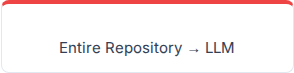 Entire Repository → LLM